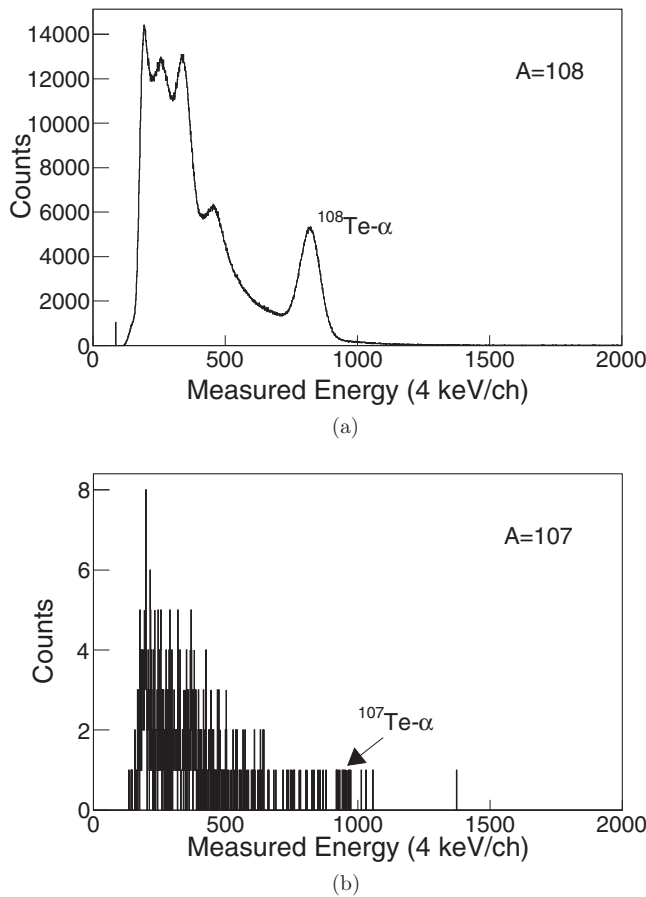 14000
12000
10000
8000
6000
4000
2000
0
Counts
A=108
¹⁰⁸Te-α
0 500 1000 1500 2000
Measured Energy (4 keV/ch)
(a)
8
6
4
2
0
Counts
A=107
¹⁰⁷Te-α
0 500 1000 1500 2000
Measured Energy (4 keV/ch)
(b)